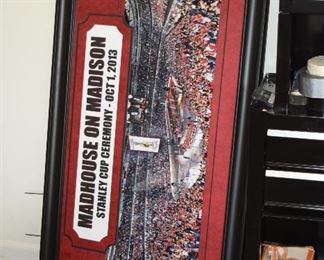 MADHOUSE ON MADISON
STANLEY CUP CEREMONY - OCT 1, 2013